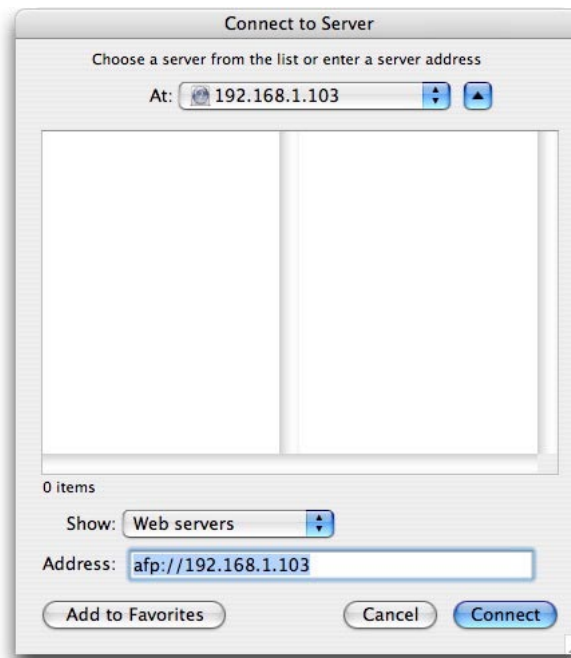 Connect to Server
Choose a server from the list or enter a server address
At: 192.168.1.103
0 items
Show: Web servers
Address: afp://192.168.1.103
Add to Favorites Cancel Connect